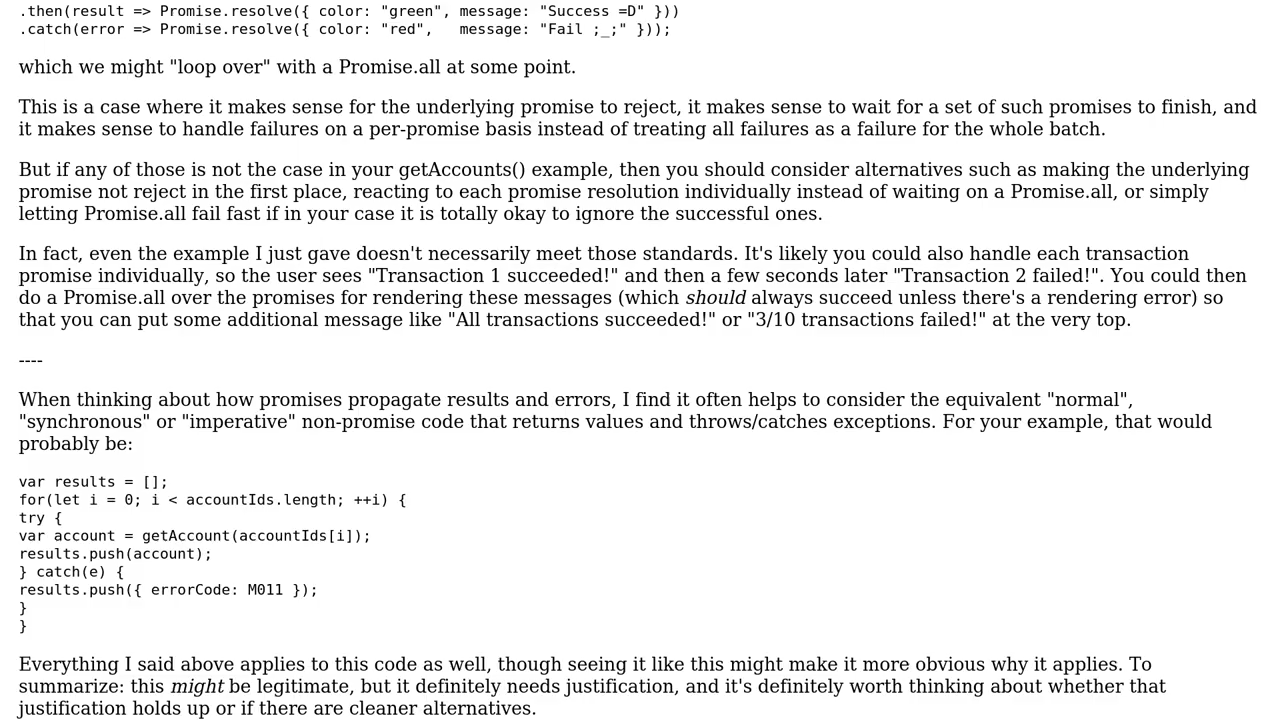 .then(result => Promise.resolve({ color: "green", message: "Success =D" }))
.catch(error => Promise.resolve({ color: "red",   message: "Fail ;_;" }));
which we might "loop over" with a Promise.all at some point.
This is a case where it makes sense for the underlying promise to reject, it makes sense to wait for a set of such promises to finish, and
it makes sense to handle failures on a per-promise basis instead of treating all failures as a failure for the whole batch.
But if any of those is not the case in your getAccounts() example, then you should consider alternatives such as making the underlying
promise not reject in the first place, reacting to each promise resolution individually instead of waiting on a Promise.all, or simply
letting Promise.all fail fast if in your case it is totally okay to ignore the successful ones.
In fact, even the example I just gave doesn't necessarily meet those standards. It's likely you could also handle each transaction
promise individually, so the user sees "Transaction 1 succeeded!" and then a few seconds later "Transaction 2 failed!". You could then
do a Promise.all over the promises for rendering these messages (which should always succeed unless there's a rendering error) so
that you can put some additional message like "All transactions succeeded!" or "3/10 transactions failed!" at the very top.
----
When thinking about how promises propagate results and errors, I find it often helps to consider the equivalent "normal",
"synchronous" or "imperative" non-promise code that returns values and throws/catches exceptions. For your example, that would
probably be:
var results = [];
for(let i = 0; i < accountIds.length; ++i) {
try {
var account = getAccount(accountIds[i]);
results.push(account);
} catch(e) {
results.push({ errorCode: M011 });
}
}
Everything I said above applies to this code as well, though seeing it like this might make it more obvious why it applies. To
summarize: this might be legitimate, but it definitely needs justification, and it's definitely worth thinking about whether that
justification holds up or if there are cleaner alternatives.